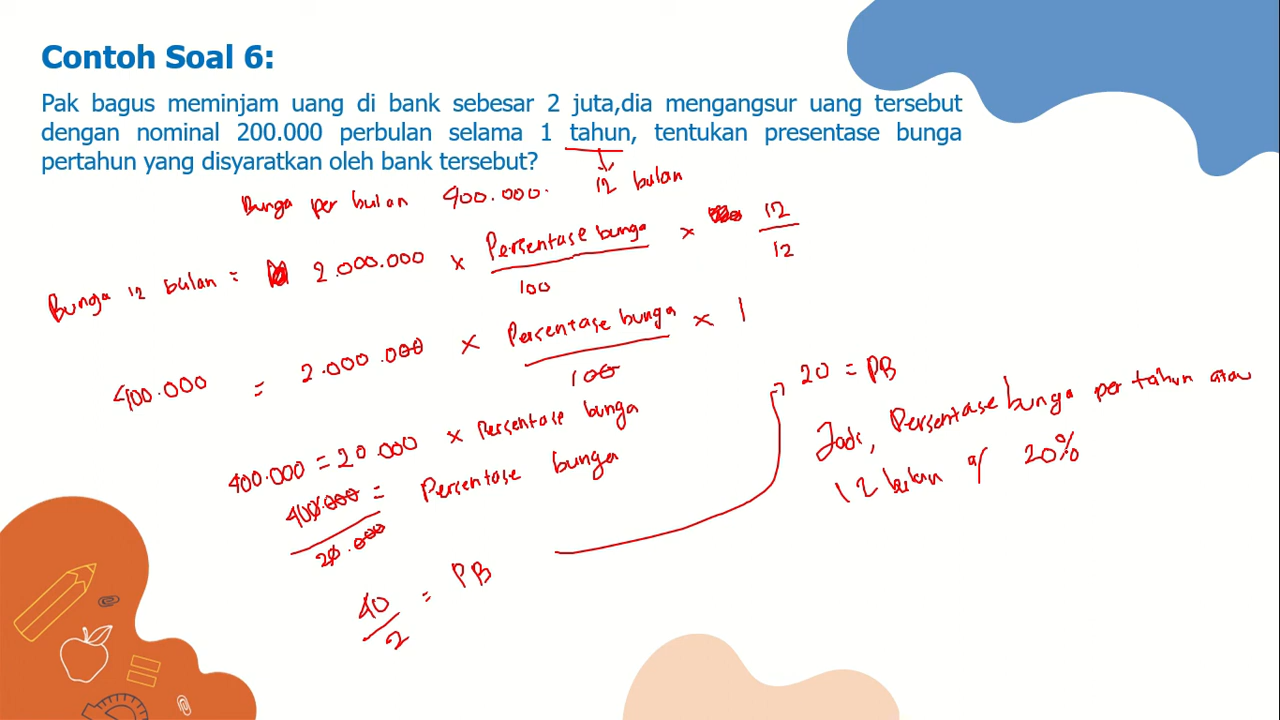 Contoh Soal 6:
Pak bagus meminjam uang di bank sebesar 2 juta,dia mengangsur uang tersebut
dengan nominal 200.000 perbulan selama 1 tahun, tentukan presentase bunga
pertahun yang disyaratkan oleh bank tersebut?
12 bulan
Bunga per bulan 400.000.
Bunga 12 bulan = 2.000.000 × Persentase bunga / 100 × 12 / 12
400.000 = 2.000.000 × Persentase bunga / 100 × 1
400.000 = 20.000 × Persentase bunga
400.000 / 20.000 = Persentase bunga
40 / 2 = PB
20 = PB
Jadi, Persentase bunga per tahun atau
12 bulan 20%